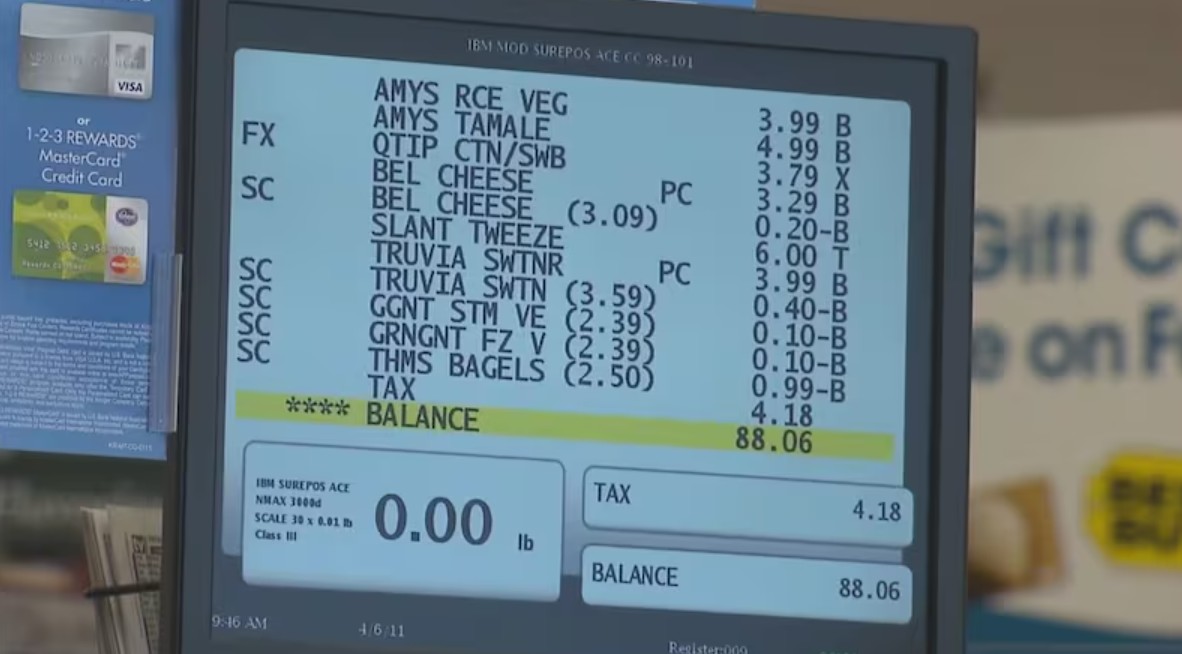 VISA
or
1-2-3 REWARDS®
MasterCard®
Credit Card
IBM MOD SUREPOS ACE CC 98-101
AMYS RCE VEG 3.99 B
AMYS TAMALE 4.99 B
FX QTIP CTN/SWB 3.79 X
BEL CHEESE PC 3.29 B
SC BEL CHEESE (3.09) 0.20-B
SLANT TWEEZE 6.00 T
TRUVIA SWTNR PC 3.99 B
SC TRUVIA SWTN (3.59) 0.40-B
SC GGNT STM VE (2.39) 0.10-B
SC GRNGNT FZ V (2.39) 0.10-B
SC THMS BAGELS (2.50) 0.99-B
TAX 4.18
**** BALANCE 88.06
IBM SUREPOS ACE
NMAX 3000d
SCALE 30 x 0.01 lb
Class III
0.00 lb
TAX 4.18
BALANCE 88.06
9:46 AM 4/6/11 Register:009
Gift
on